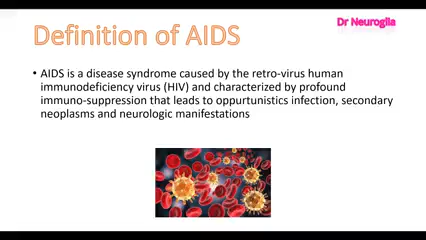 Dr Neuroglia
Definition of AIDS
• AIDS is a disease syndrome caused by the retro-virus human
immunodeficiency virus (HIV) and characterized by profound
immuno-suppression that leads to oppurtunistics infection, secondary
neoplasms and neurologic manifestations